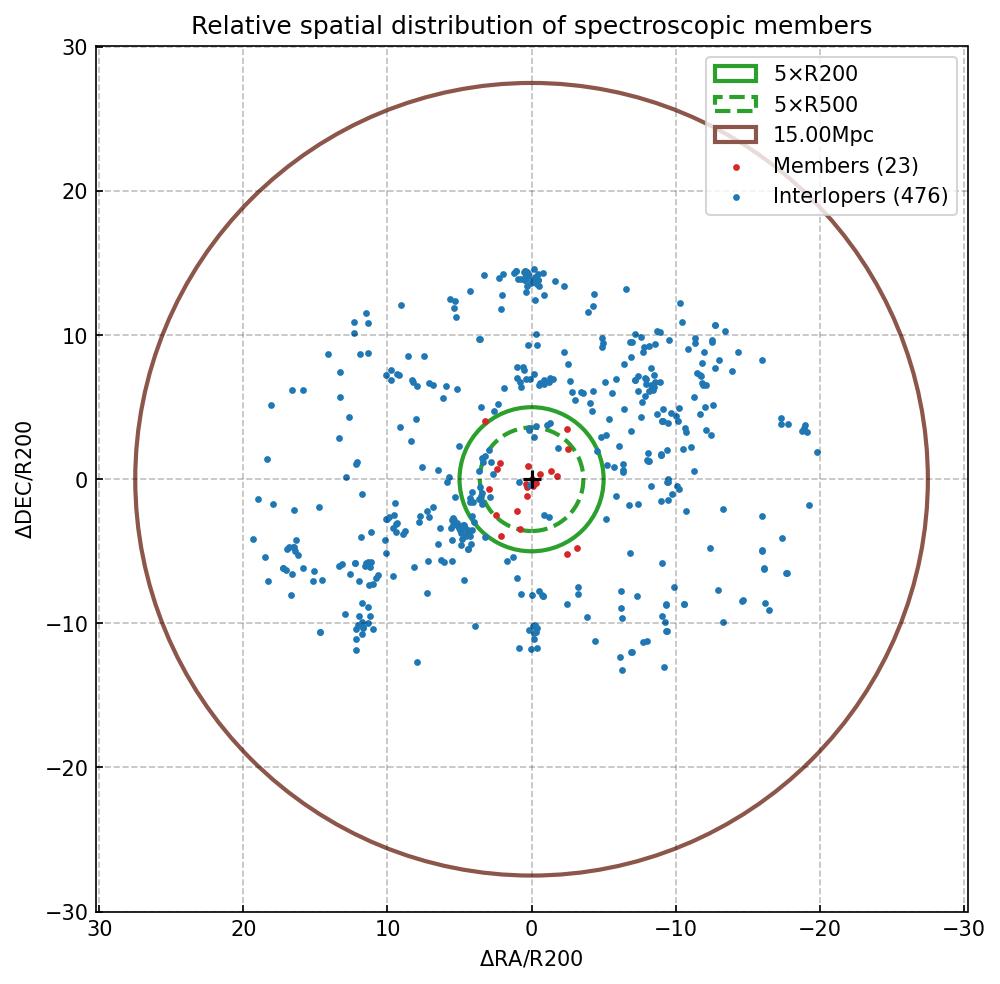 Relative spatial distribution of spectroscopic members
30
20
10
0
−10
−20
−30
ΔDEC/R200
5×R200
5×R500
15.00Mpc
Members (23)
Interlopers (476)
30 20 10 0 −10 −20 −30
ΔRA/R200